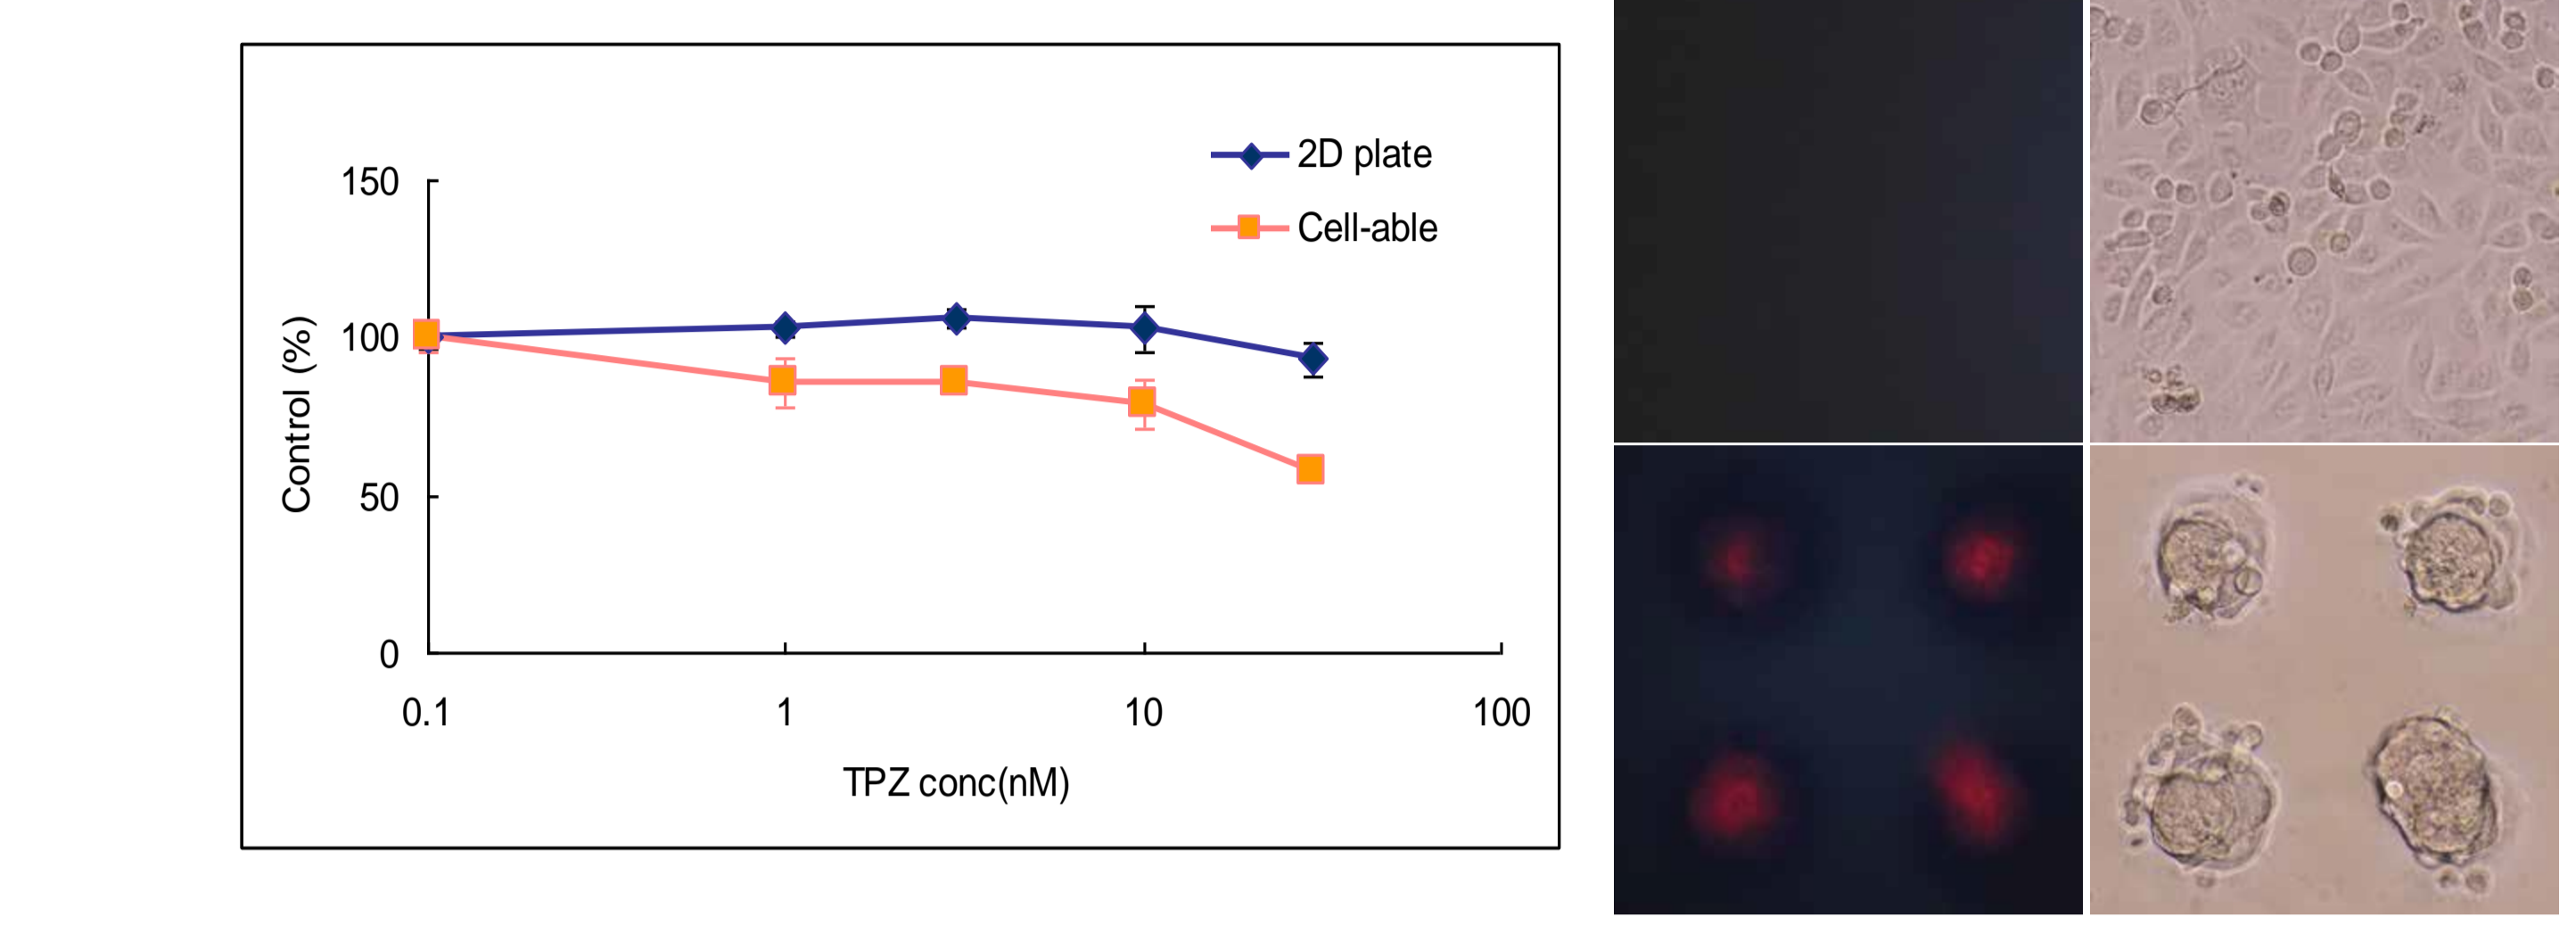 2D plate
Cell-able
150
100
50
0
Control (%)
0.1 1 10 100
TPZ conc(nM)